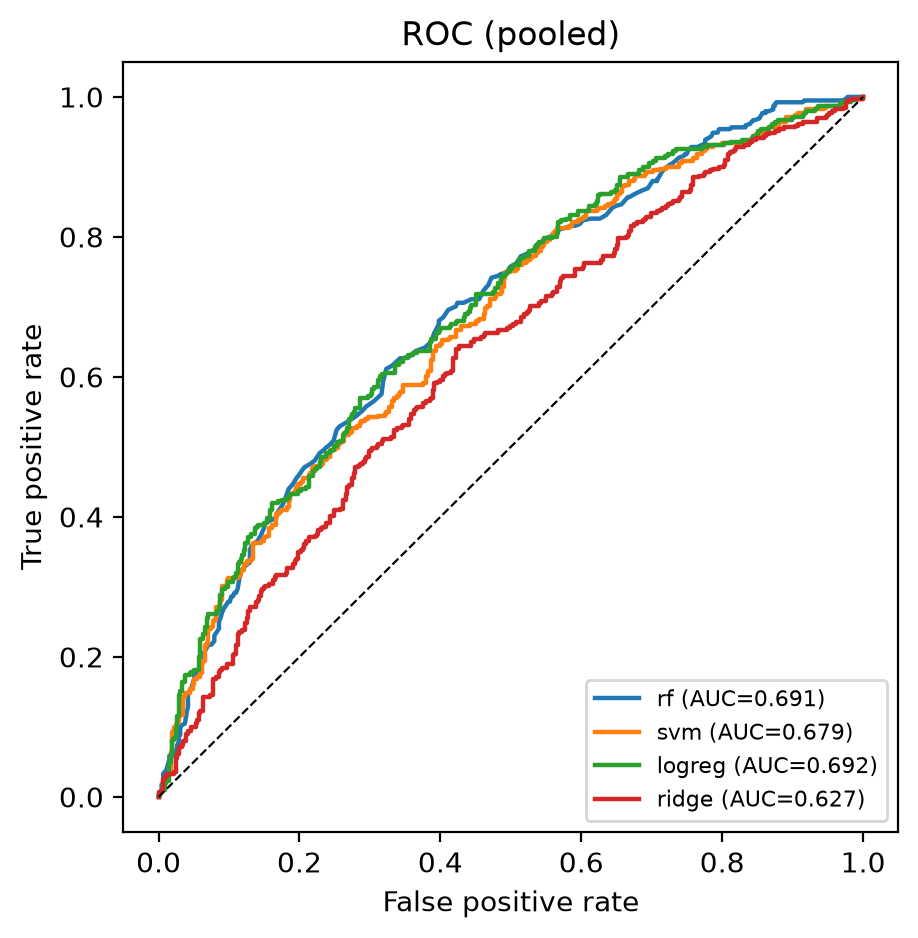 ROC (pooled)
True positive rate
1.0
0.8
0.6
0.4
0.2
0.0
rf (AUC=0.691)
svm (AUC=0.679)
logreg (AUC=0.692)
ridge (AUC=0.627)
0.0 0.2 0.4 0.6 0.8 1.0
False positive rate